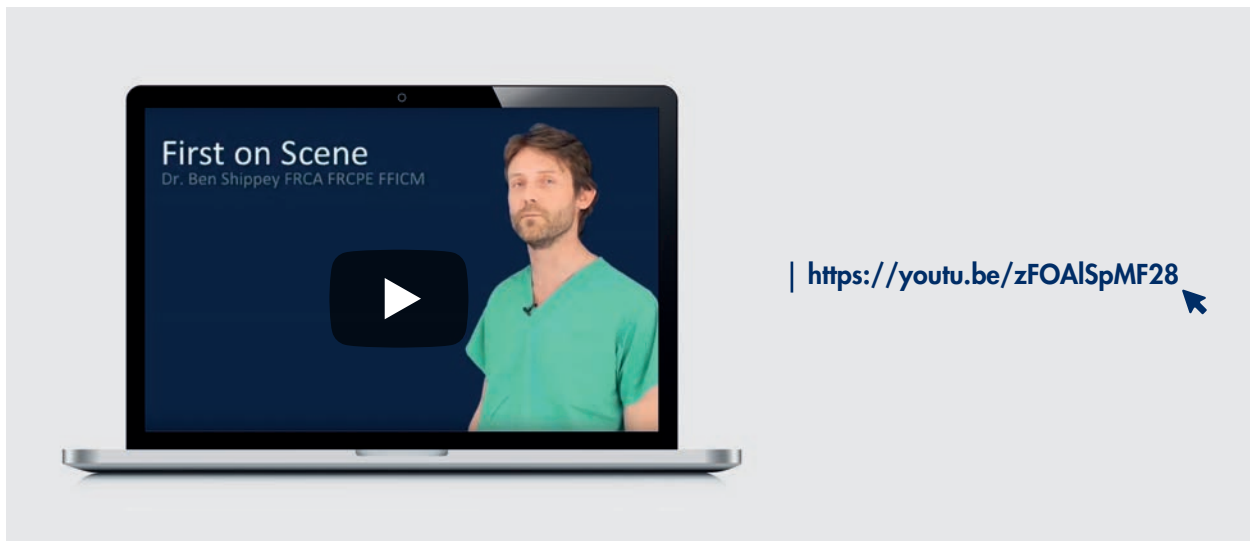 First on Scene
Dr. Ben Shippey FRCA FRCPE FFICM
| https://youtu.be/zFOAlSpMF28